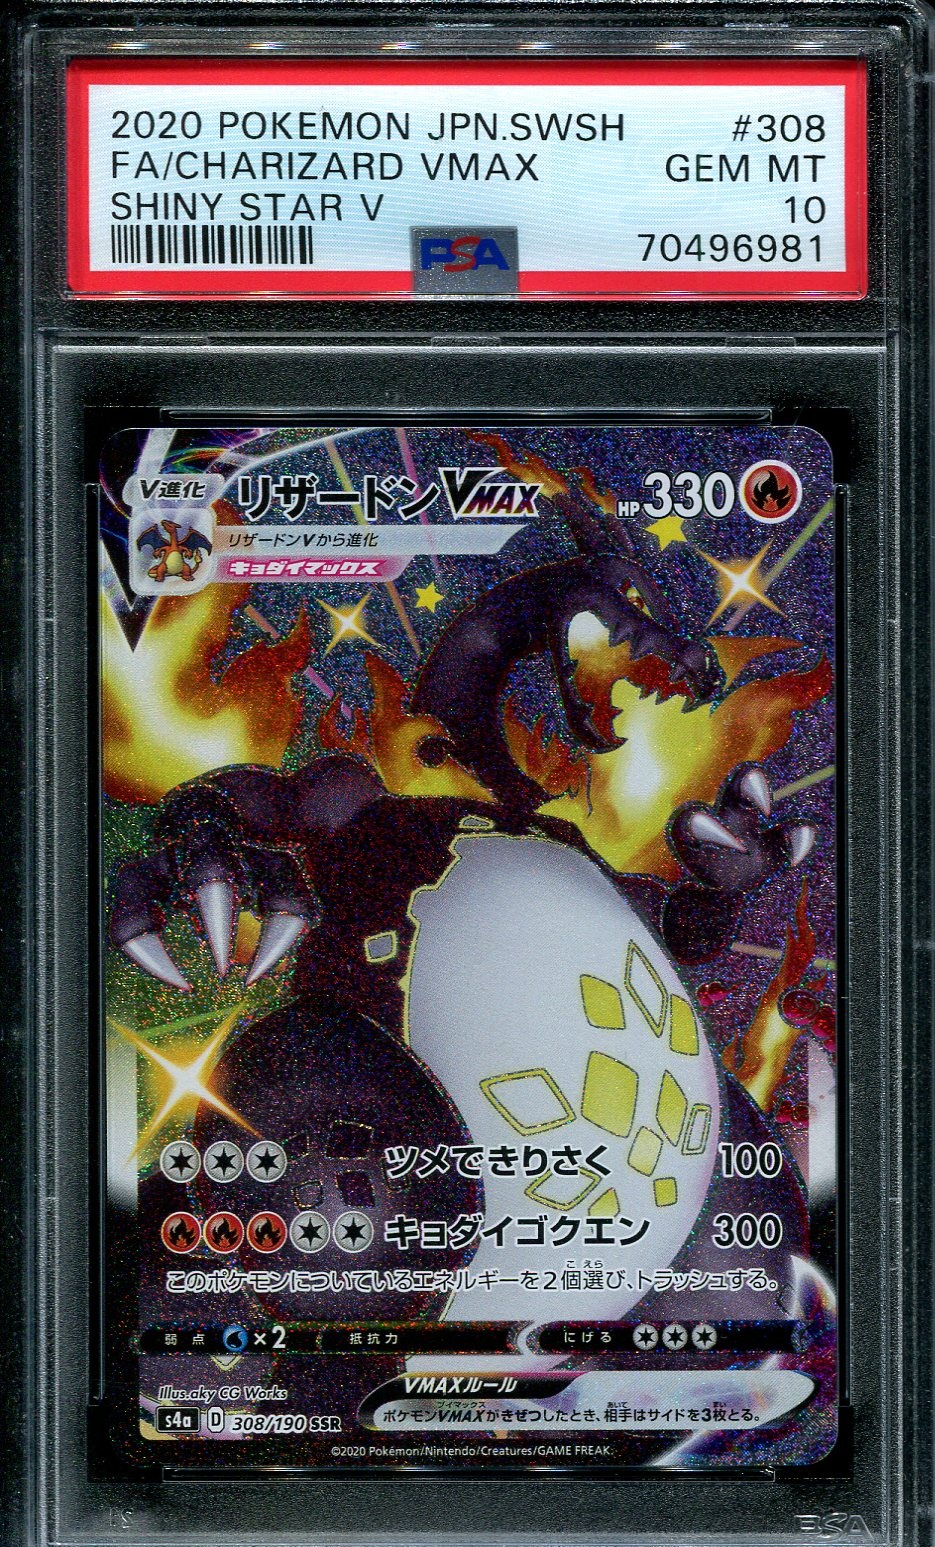 2020 POKEMON JPN.SWSH #308
FA/CHARIZARD VMAX GEM MT
SHINY STAR V 10
70496981
PSA
V進化 リザードンVMAX HP330
リザードンVから進化
キョダイマックス
ツメできりさく 100
キョダイゴクエン 300
このポケモンについているエネルギーを2個選び、トラッシュする。
弱点 ×2 抵抗力 にげる
Illus.aky CG Works
VMAXルール
ポケモンVMAXがきぜつしたとき、相手はサイドを3枚とる。
s4a D 308/190 SSR
©2020 Pokémon/Nintendo/Creatures/GAME FREAK.
PSA